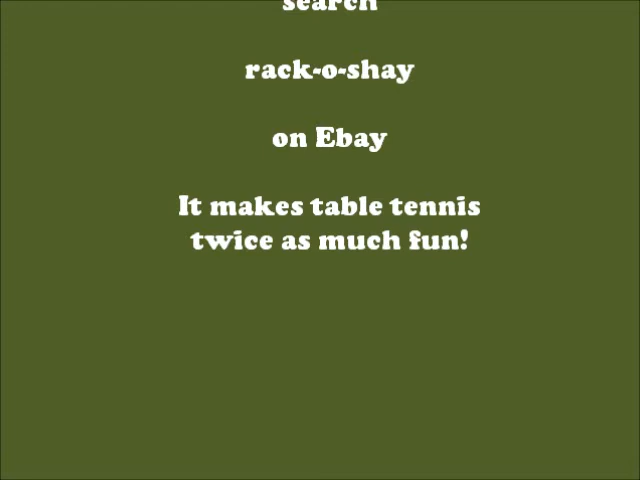 search
rack-o-shay
on Ebay
It makes table tennis
twice as much fun!